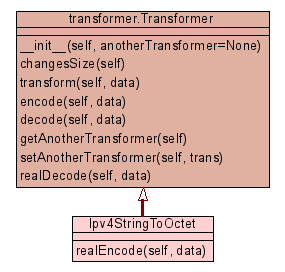 transformer.Transformer
__init__(self, anotherTransformer=None)
changesSize(self)
transform(self, data)
encode(self, data)
decode(self, data)
getAnotherTransformer(self)
setAnotherTransformer(self, trans)
realDecode(self, data)
Ipv4StringToOctet
realEncode(self, data)